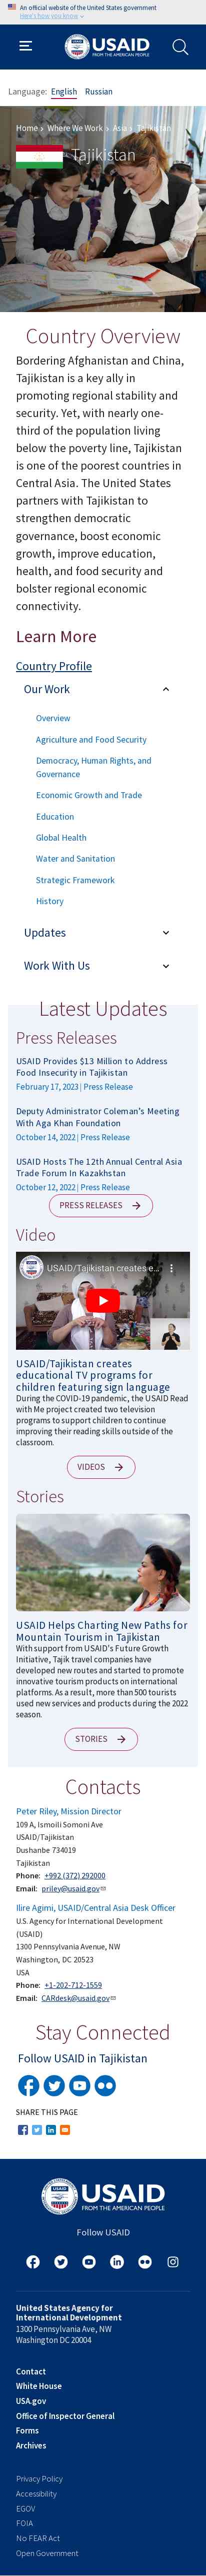 An official website of the United States government
Here's how you know
USAID
FROM THE AMERICAN PEOPLE
Language: English Russian
Home › Where We Work › Asia › Tajikistan
Tajikistan
Country Overview
Bordering Afghanistan and China,
Tajikistan is a key ally in
promoting regional stability and
security. Yet, with nearly one-
third of the population living
below the poverty line, Tajikistan
is one of the poorest countries in
Central Asia. The United States
partners with Tajikistan to
strengthen democratic
governance, boost economic
growth, improve education,
health, and food security, and
bolster regional economic
connectivity.
Learn More
Country Profile
Our Work
Overview
Agriculture and Food Security
Democracy, Human Rights, and
Governance
Economic Growth and Trade
Education
Global Health
Water and Sanitation
Strategic Framework
History
Updates
Work With Us
Latest Updates
Press Releases
USAID Provides $13 Million to Address
Food Insecurity in Tajikistan
February 17, 2023 | Press Release
Deputy Administrator Coleman's Meeting
With Aga Khan Foundation
October 14, 2022 | Press Release
USAID Hosts The 12th Annual Central Asia
Trade Forum In Kazakhstan
October 12, 2022 | Press Release
PRESS RELEASES
Video
USAID/Tajikistan creates e...
USAID/Tajikistan creates
educational TV programs for
children featuring sign language
During the COVID-19 pandemic, the USAID Read
with Me project created two television
programs to support children to continue
improving their reading skills outside of the
classroom.
VIDEOS
Stories
USAID Helps Charting New Paths for
Mountain Tourism in Tajikistan
With support from USAID's Future Growth
Initiative, Tajik travel companies have
developed new routes and started to promote
innovative tourism products on international
platforms. As a result, more than 500 tourists
used new services and products during the 2022
season.
STORIES
Contacts
Peter Riley, Mission Director
109 A, Ismoili Somoni Ave
USAID/Tajikistan
Dushanbe 734019
Tajikistan
Phone: +992 (372) 292000
Email: priley@usaid.gov
Ilire Agimi, USAID/Central Asia Desk Officer
U.S. Agency for International Development
(USAID)
1300 Pennsylvania Avenue, NW
Washington, DC 20523
USA
Phone: +1-202-712-1559
Email: CARdesk@usaid.gov
Stay Connected
Follow USAID in Tajikistan
SHARE THIS PAGE
USAID
FROM THE AMERICAN PEOPLE
Follow USAID
United States Agency for
International Development
1300 Pennsylvania Ave, NW
Washington DC 20004
Contact
White House
USA.gov
Office of Inspector General
Forms
Archives
Privacy Policy
Accessibility
EGOV
FOIA
No FEAR Act
Open Government